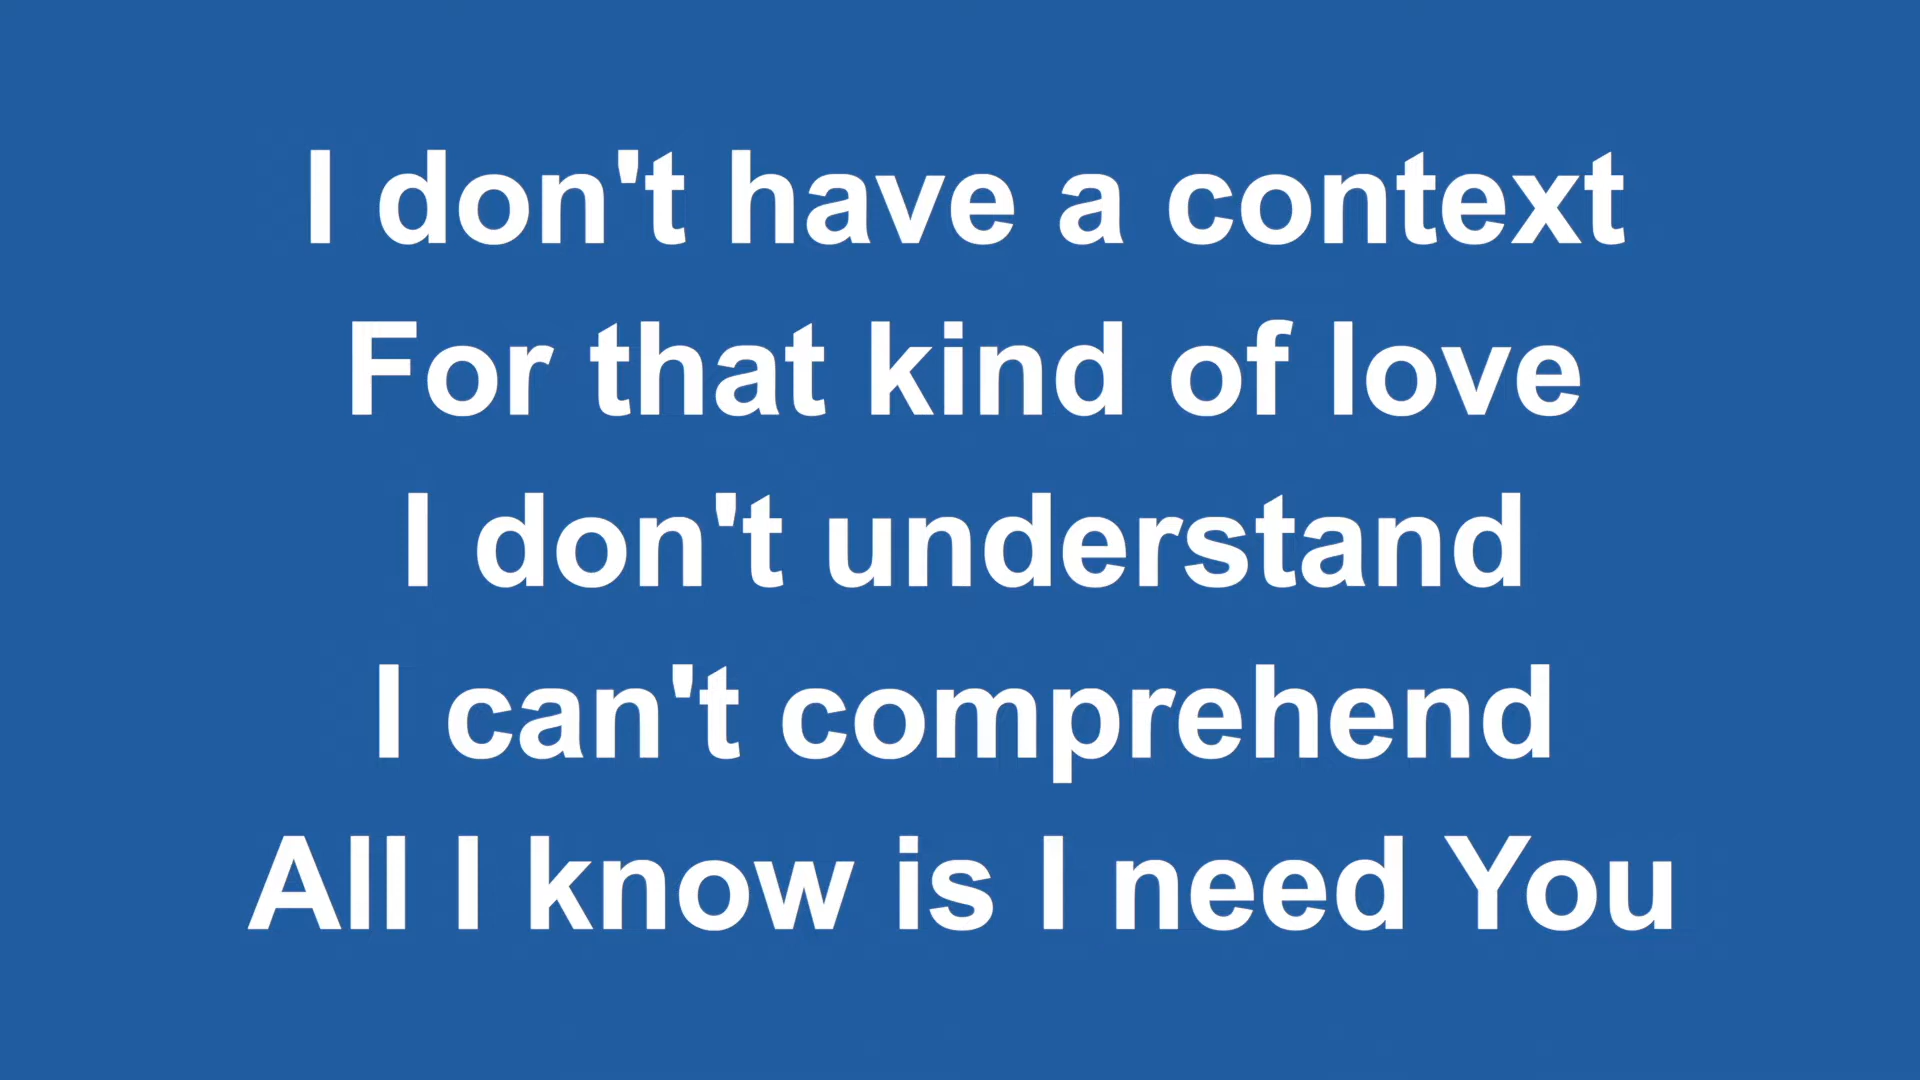 I don't have a context
For that kind of love
I don't understand
I can't comprehend
All I know is I need You